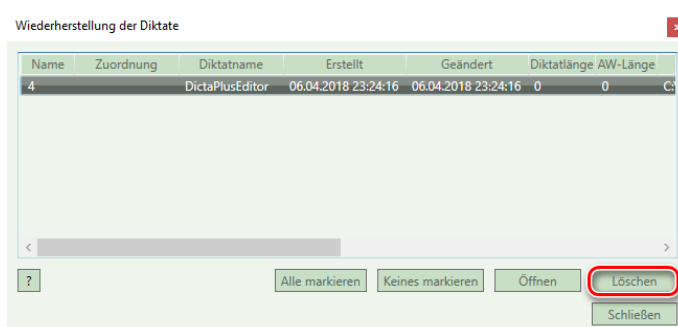 Wiederherstellung der Diktate
Name Zuordnung Diktatname Erstellt Geändert Diktatlänge AW-Länge
4 DictaPlusEditor 06.04.2018 23:24:16 06.04.2018 23:24:16 0 0 C:\
? Alle markieren Keines markieren Öffnen Löschen
Schließen